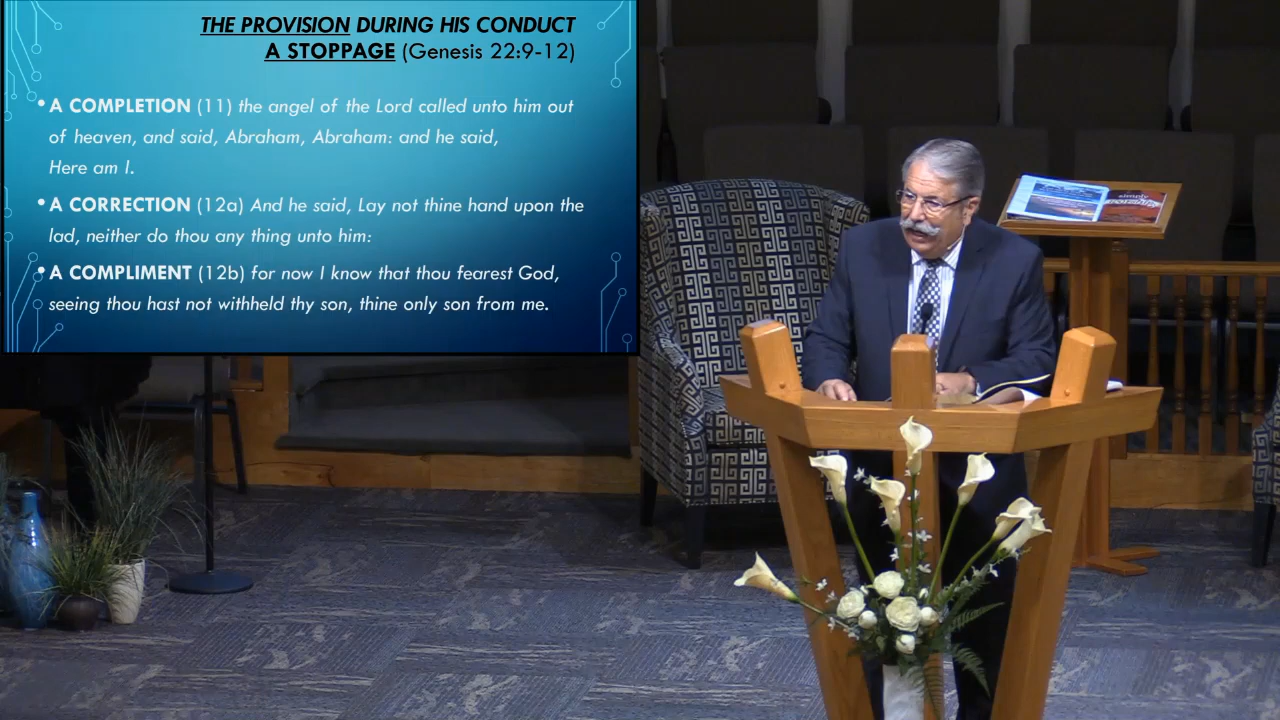 THE PROVISION DURING HIS CONDUCT
A STOPPAGE (Genesis 22:9-12)
• A COMPLETION (11) the angel of the Lord called unto him out
of heaven, and said, Abraham, Abraham: and he said,
Here am I.
• A CORRECTION (12a) And he said, Lay not thine hand upon the
lad, neither do thou any thing unto him:
• A COMPLIMENT (12b) for now I know that thou fearest God,
seeing thou hast not withheld thy son, thine only son from me.
simply